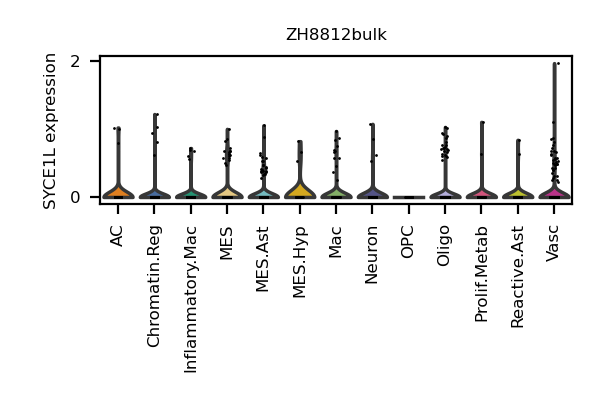 ZH8812bulk
SYCE1L expression
2
0
AC
Chromatin.Reg
Inflammatory.Mac
MES
MES.Ast
MES.Hyp
Mac
Neuron
OPC
Oligo
Prolif.Metab
Reactive.Ast
Vasc